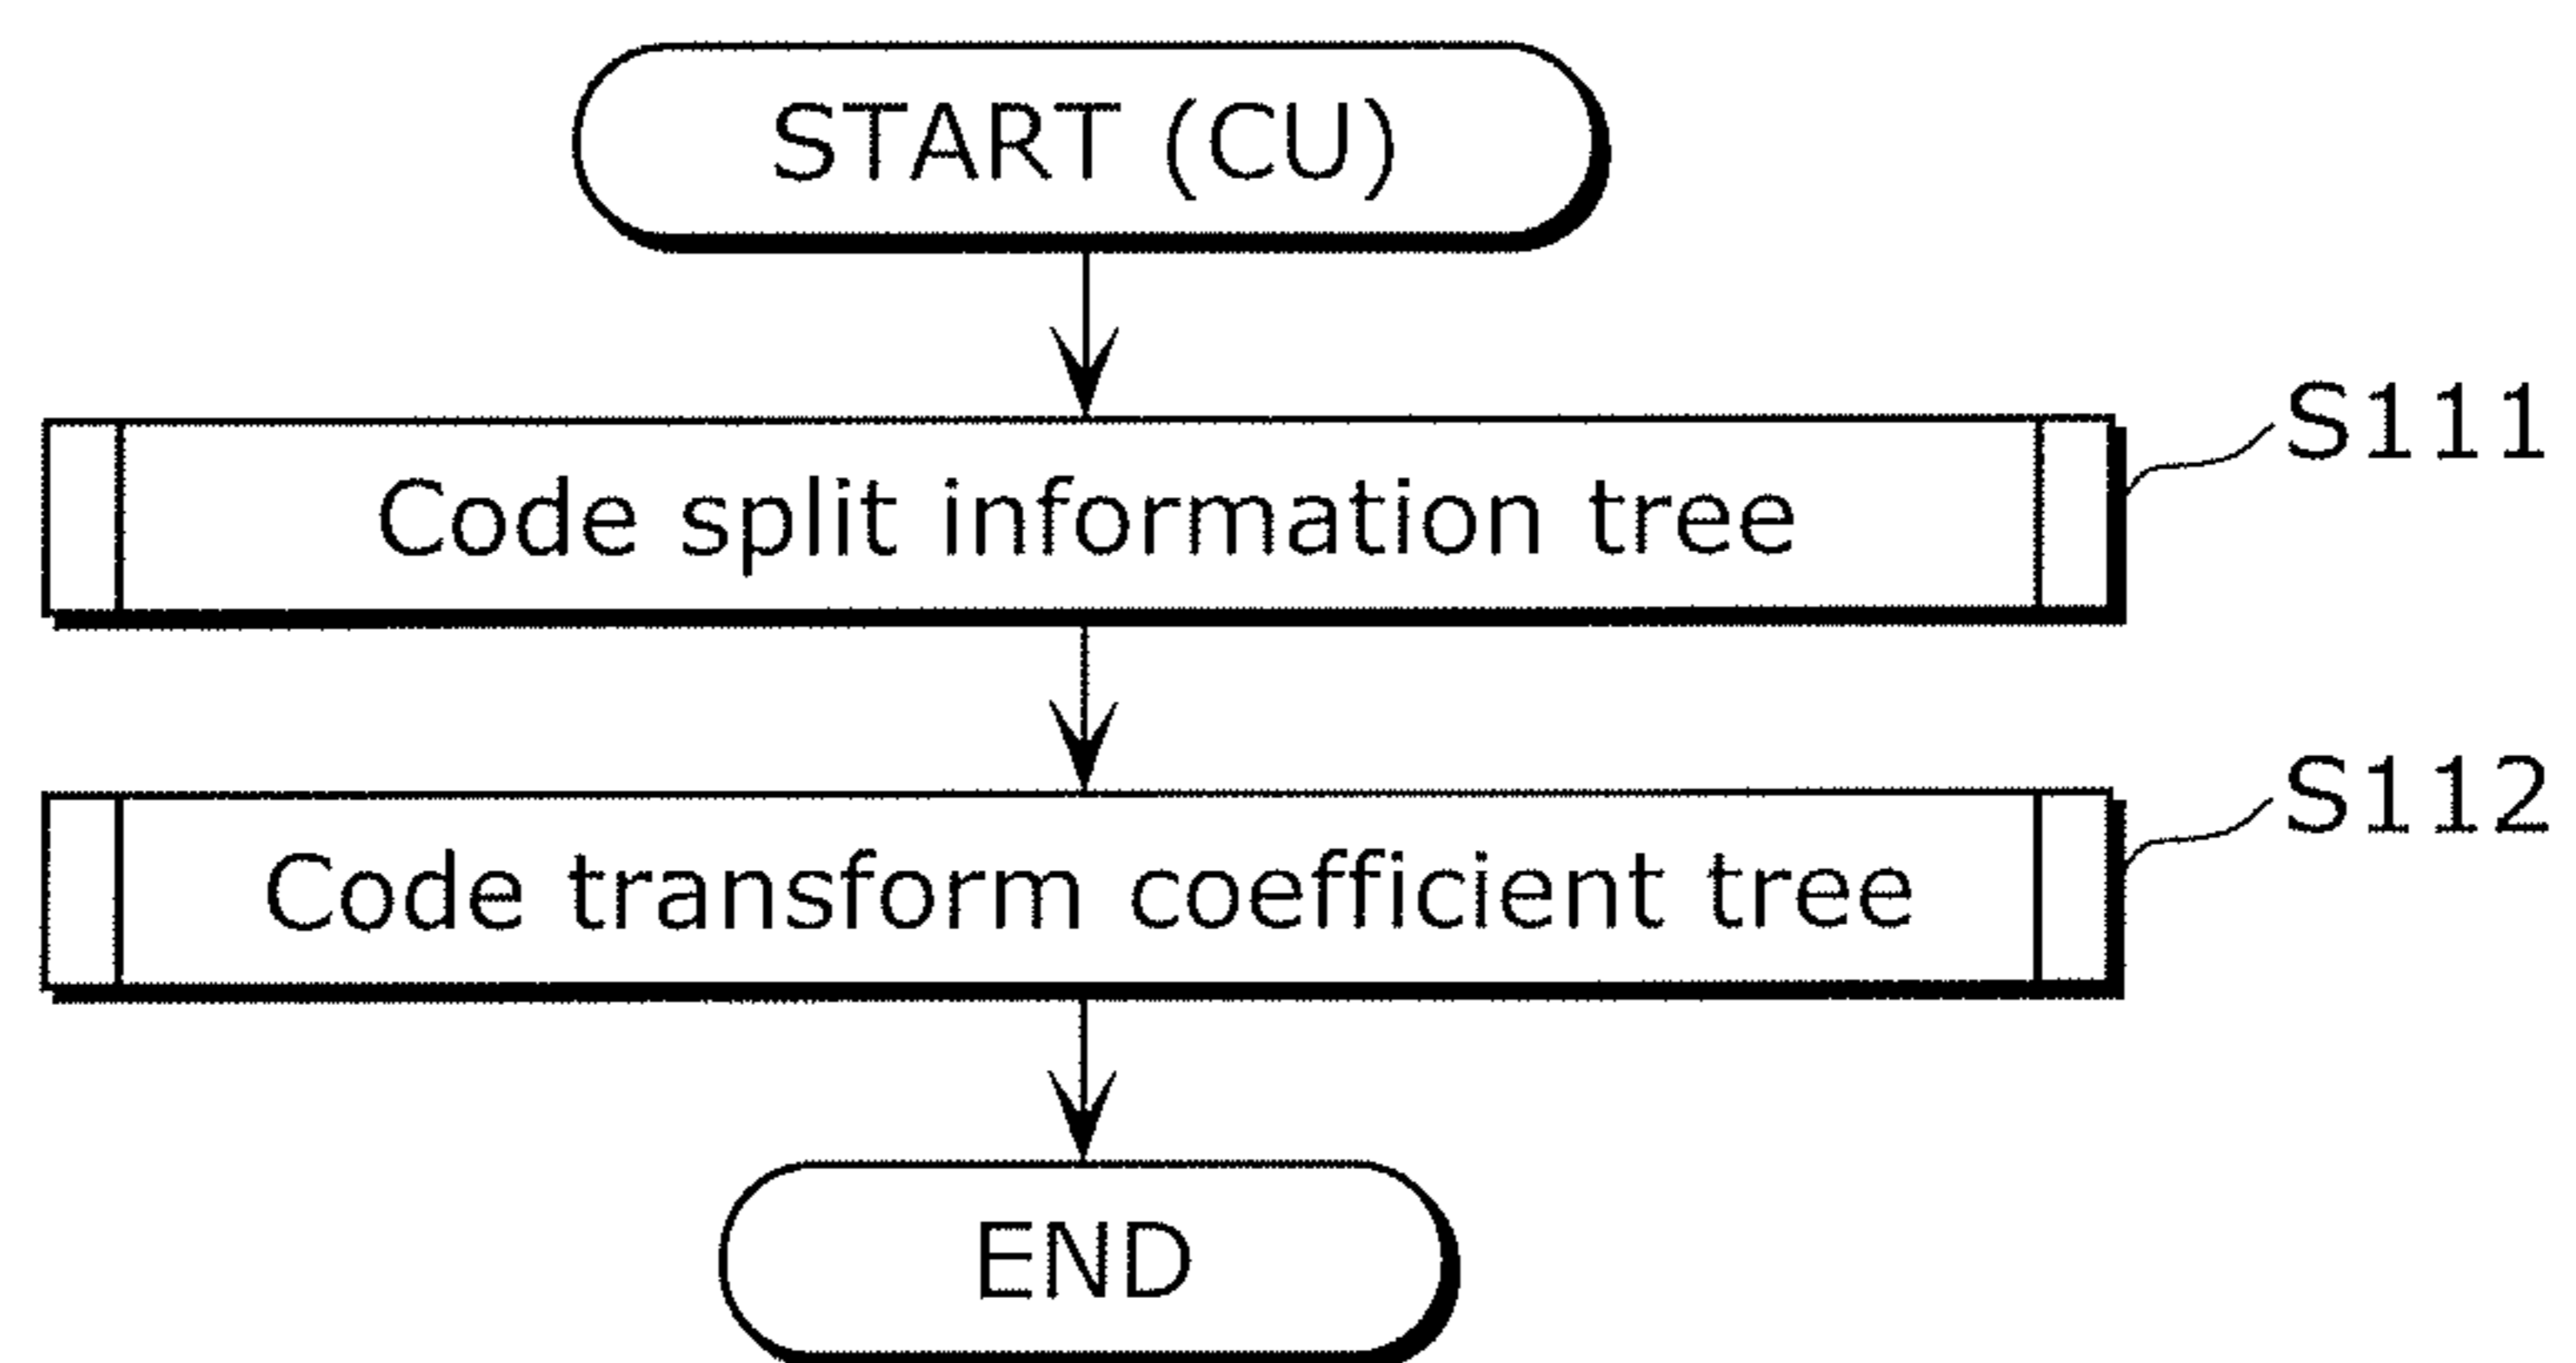 START (CU)
S111
Code split information tree
S112
Code transform coefficient tree
END